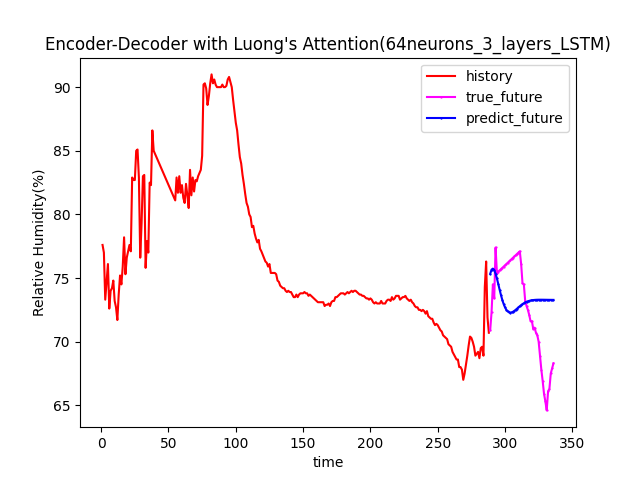 Encoder-Decoder with Luong's Attention(64neurons_3_layers_LSTM)
history
true_future
predict_future
Relative Humidity(%)
90
85
80
75
70
65
0 50 100 150 200 250 300 350
time